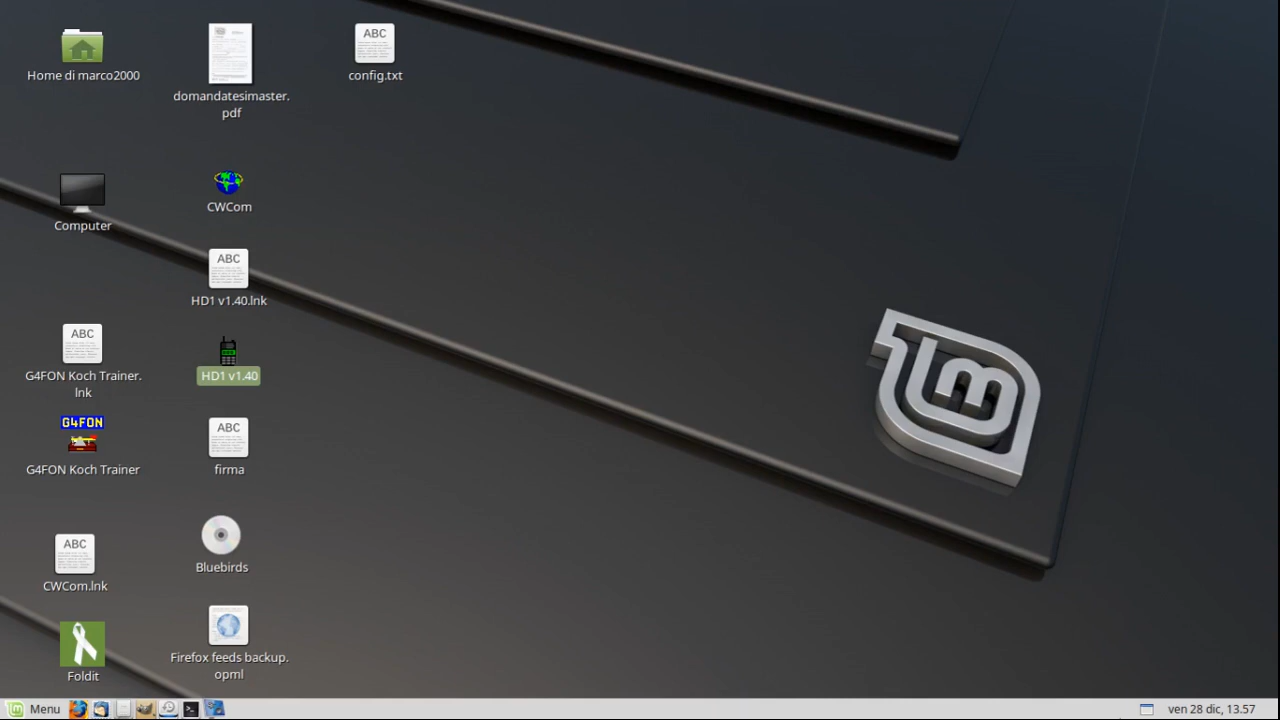 Home di marco2000
domandatesimaster.
pdf
ABC
config.txt
Computer
CWCom
ABC
HD1 v1.40.lnk
ABC
G4FON Koch Trainer.
lnk
HD1 v1.40
G4FON
G4FON Koch Trainer
ABC
firma
ABC
CWCom.lnk
Bluebirds
Foldit
Firefox feeds backup.
opml
Menu
ven 28 dic, 13.57